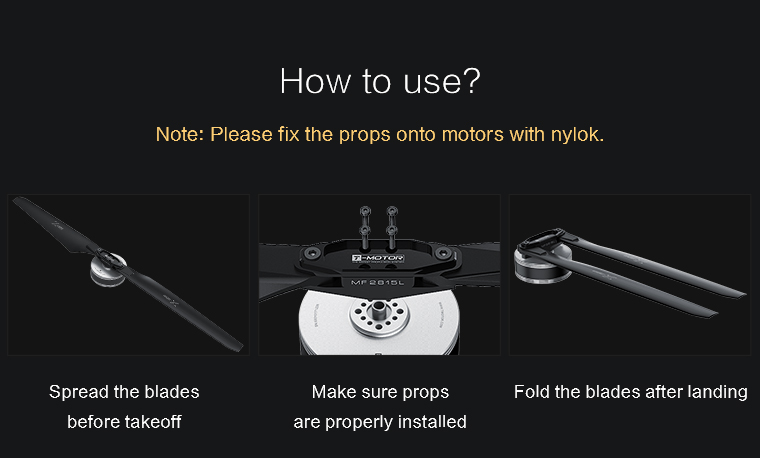 How to use?
Note: Please fix the props onto motors with nylok.
T-MOTOR
MF2815L
Spread the blades
before takeoff
Make sure props
are properly installed
Fold the blades after landing